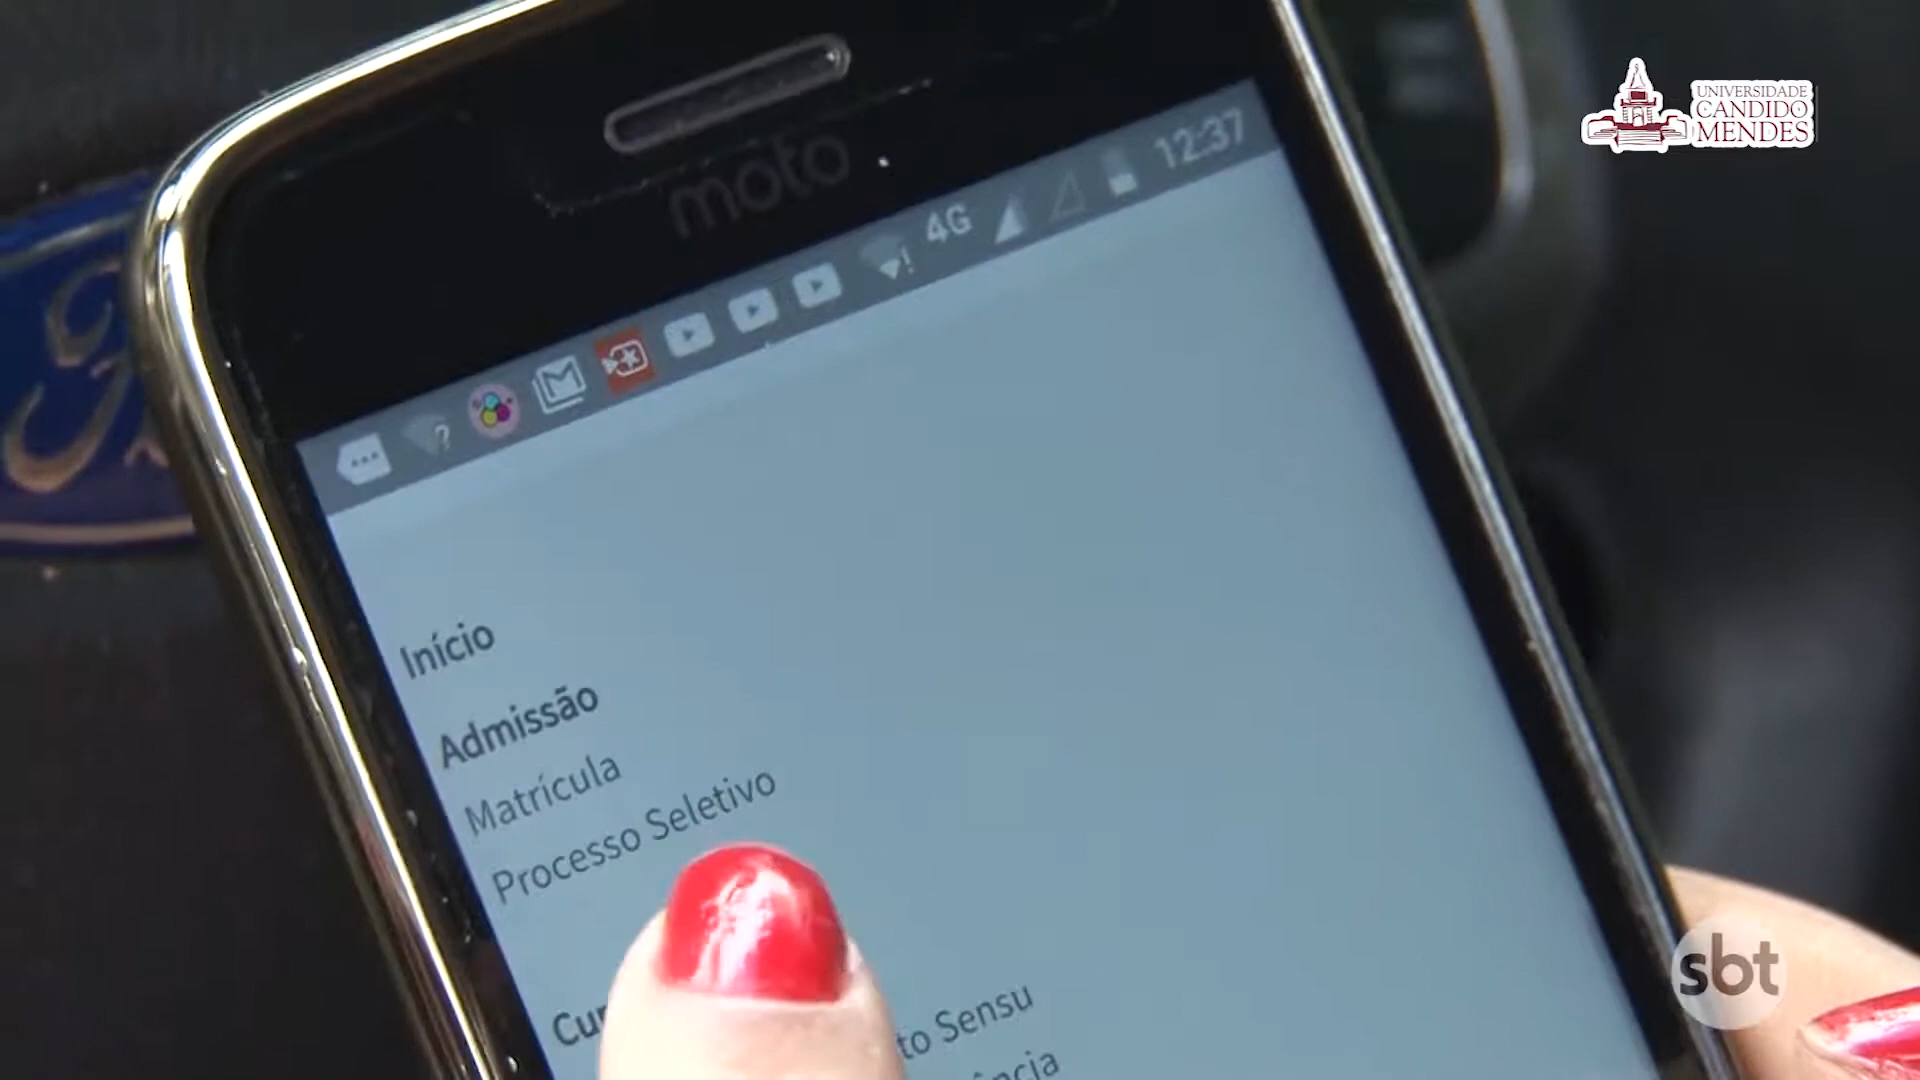 UNIVERSIDADE
CANDIDO
MENDES
moto
4G
12:37
Início
Admissão
Matrícula
Processo Seletivo
Sensu
sbt